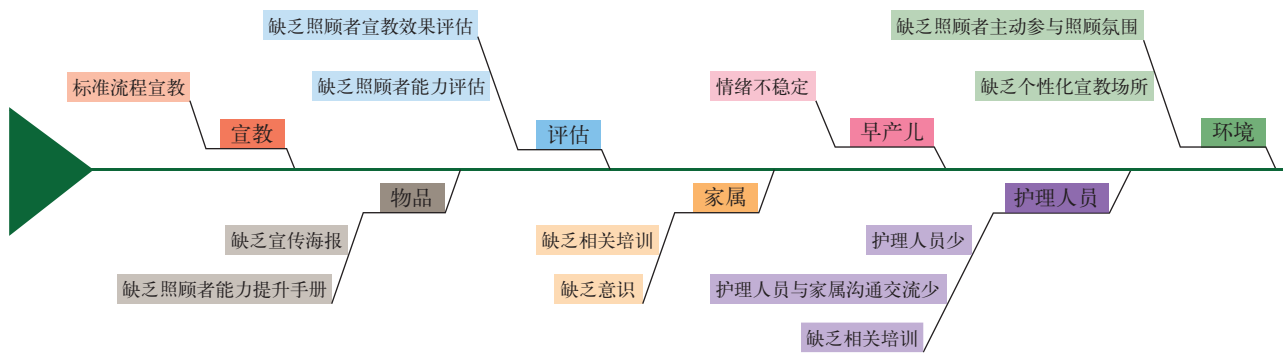 缺乏照顾者宣教效果评估
缺乏照顾者主动参与照顾氛围
标准流程宣教
缺乏照顾者能力评估
情绪不稳定
缺乏个性化宣教场所
宣教
评估
早产儿
环境
物品
家属
护理人员
缺乏宣传海报
缺乏相关培训
护理人员少
缺乏照顾者能力提升手册
缺乏意识
护理人员与家属沟通交流少
缺乏相关培训